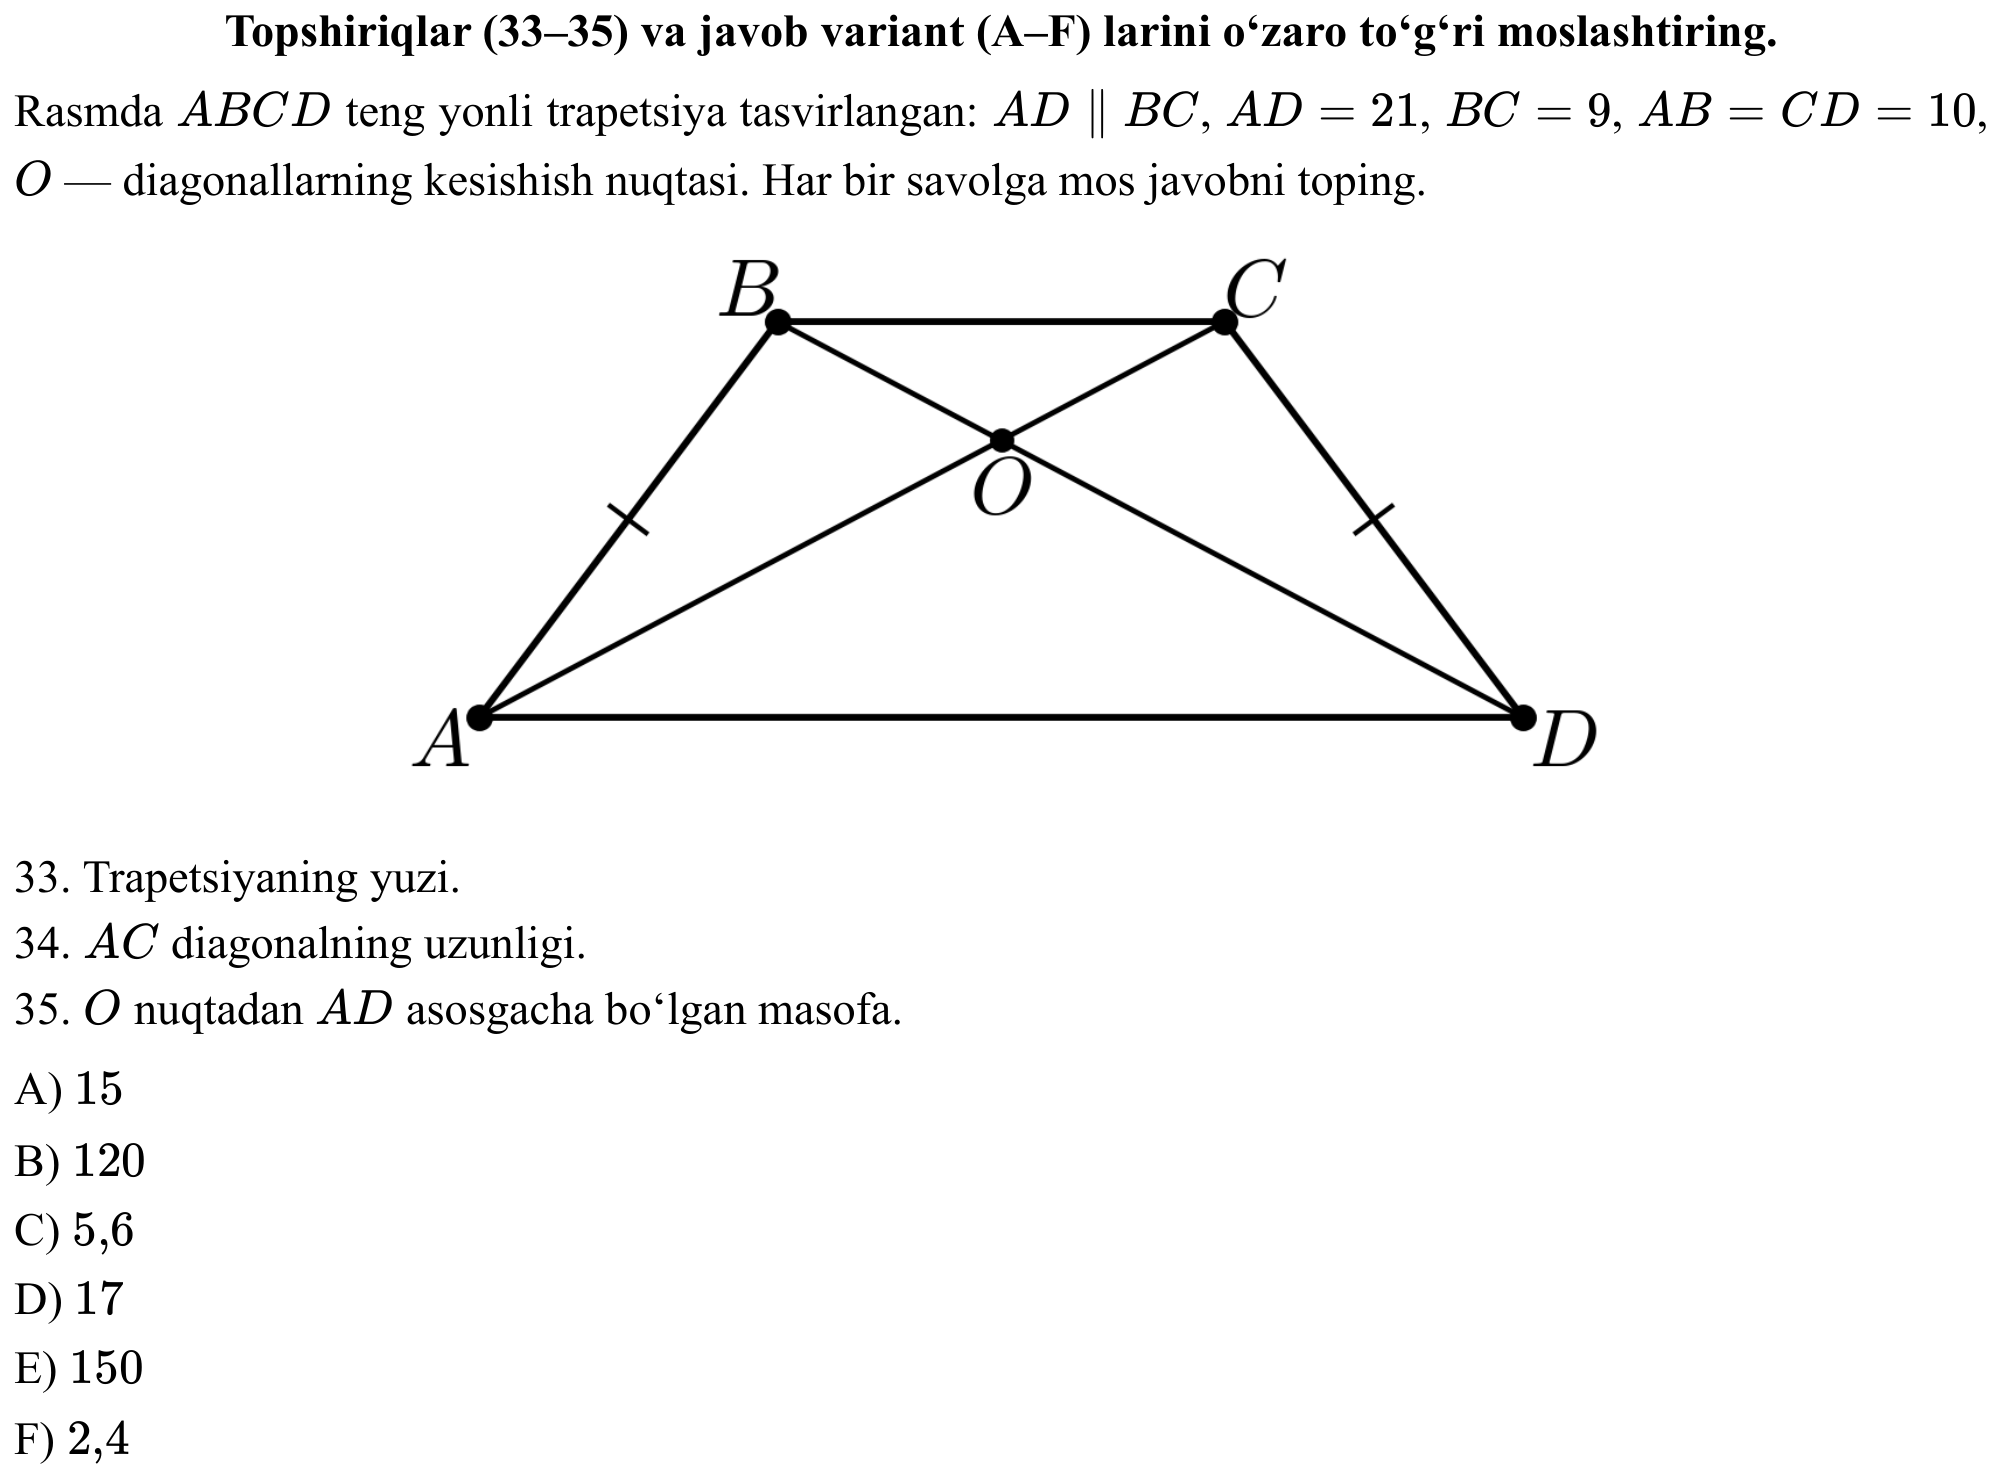 Topshiriqlar (33–35) va javob variant (A–F) larini o‘zaro to‘g‘ri moslashtiring.
Rasmda ABCD teng yonli trapetsiya tasvirlangan: AD ∥ BC, AD = 21, BC = 9, AB = CD = 10,
O — diagonallarning kesishish nuqtasi. Har bir savolga mos javobni toping.
B
C
O
A
D
33. Trapetsiyaning yuzi.
34. AC diagonalning uzunligi.
35. O nuqtadan AD asosgacha bo‘lgan masofa.
A) 15
B) 120
C) 5,6
D) 17
E) 150
F) 2,4